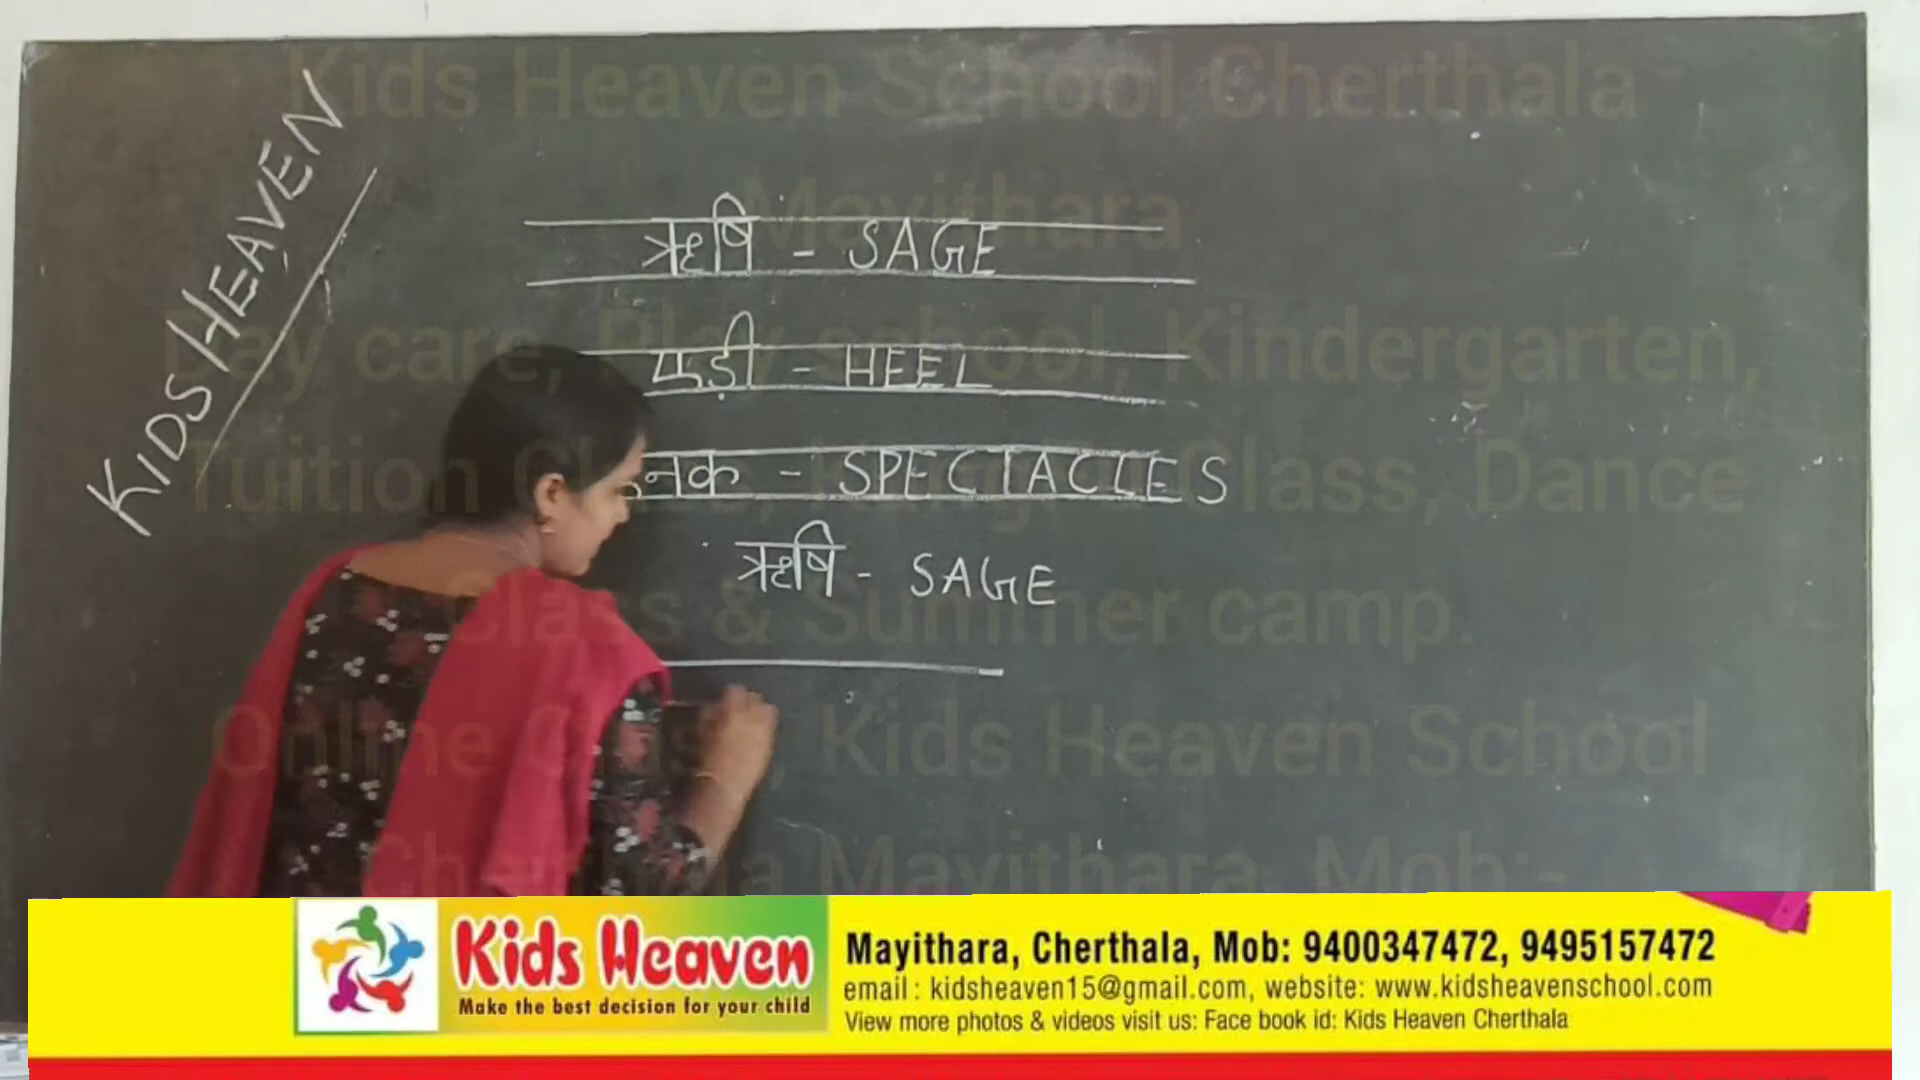 Kids Heaven School Cherthala
Mayithara
Day care, Play school, Kindergarten,
Tuition Class, Dance
Class & Summer camp.
Online Class, Kids Heaven School
Cherthala Mayithara, Mob:-
KIDS HEAVEN
ऋषि - SAGE
एड़ी - HEEL
नक - SPECTACLES
ऋषि - SAGE
Kids Heaven
Make the best decision for your child
Mayithara, Cherthala, Mob: 9400347472, 9495157472
email : kidsheaven15@gmail.com, website: www.kidsheavenschool.com
View more photos & videos visit us: Face book id: Kids Heaven Cherthala